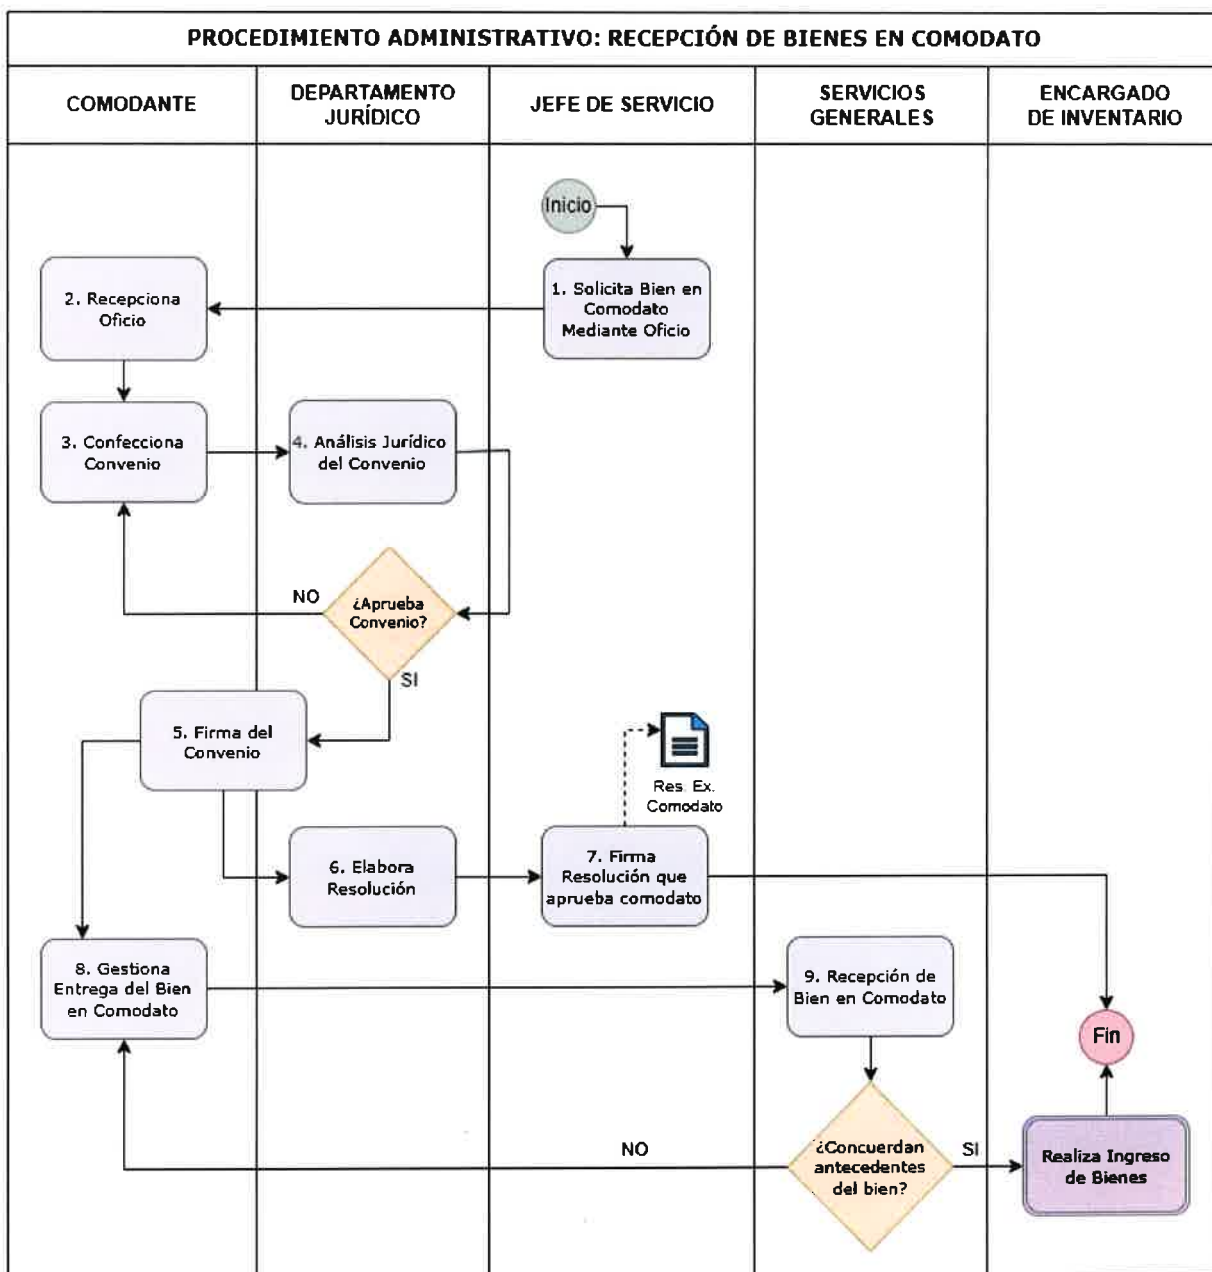 PROCEDIMIENTO ADMINISTRATIVO: RECEPCIÓN DE BIENES EN COMODATO
COMODANTE
DEPARTAMENTO
JURÍDICO
JEFE DE SERVICIO
SERVICIOS
GENERALES
ENCARGADO
DE INVENTARIO
Inicio
1. Solicita Bien en
Comodato
Mediante Oficio
2. Recepciona
Oficio
3. Confecciona
Convenio
4. Análisis Jurídico
del Convenio
¿Aprueba
Convenio?
NO
SI
5. Firma del
Convenio
Res. Ex.
Comodato
6. Elabora
Resolución
7. Firma
Resolución que
aprueba comodato
8. Gestiona
Entrega del Bien
en Comodato
9. Recepción de
Bien en Comodato
Fin
¿Concuerdan
antecedentes
del bien?
NO
SI
Realiza Ingreso
de Bienes